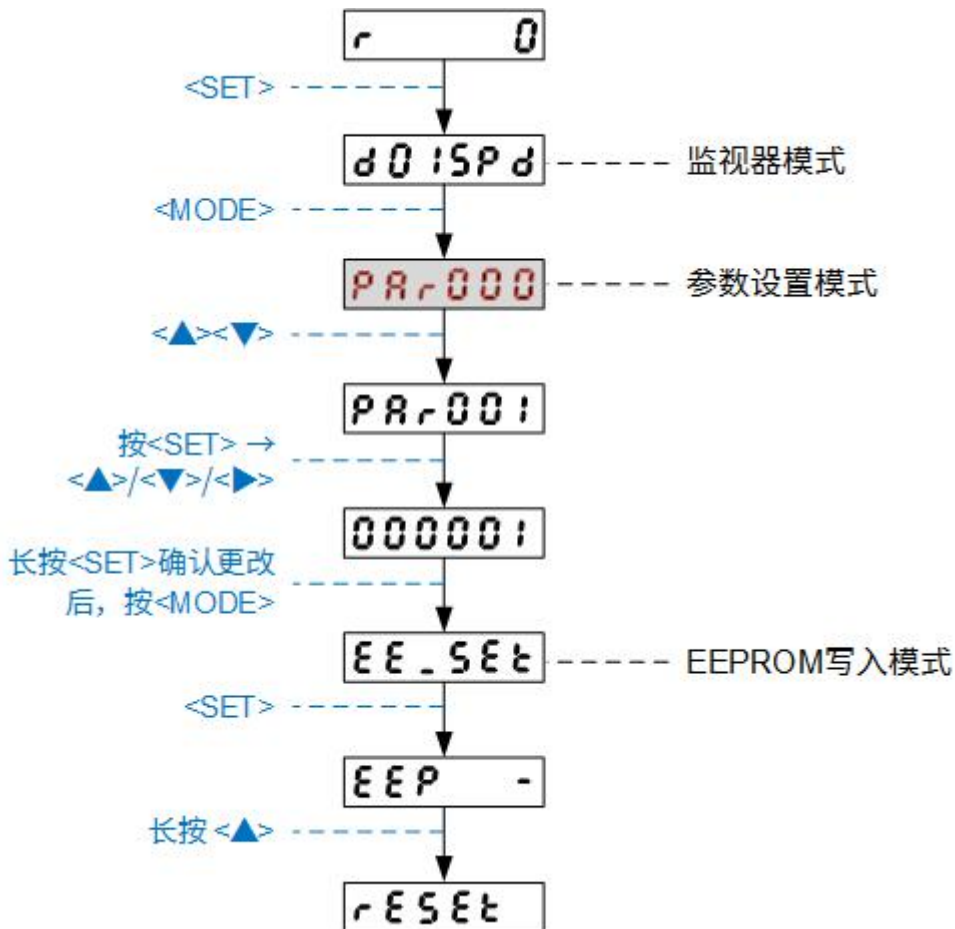 r 0
<SET>
d01SPd
监视器模式
<MODE>
PAr000
参数设置模式
<▲><▼>
PAr001
按<SET> →
<▲>/<▼>/<▶>
000001
长按<SET>确认更改
后，按<MODE>
EE_SEt
EEPROM写入模式
<SET>
EEP -
长按 <▲>
rESEt